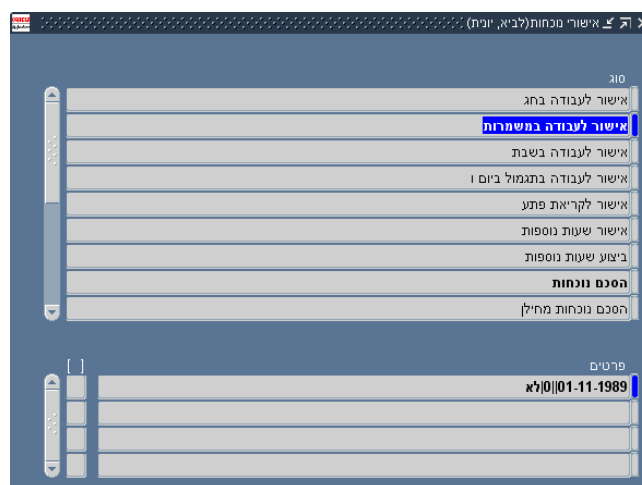 אישורי נוכחות(לביא, יונית)
סוג
אישור לעבודה בחג
אישור לעבודה במשמרות
אישור לעבודה בשבת
אישור לעבודה בתגמול ביום ו
אישור לקריאת פתע
אישור שעות נוספות
ביצוע שעות נוספות
הסכם נוכחות
הסכם נוכחות מחילן
פרטים
[ ]
01-11-1989||0|לא